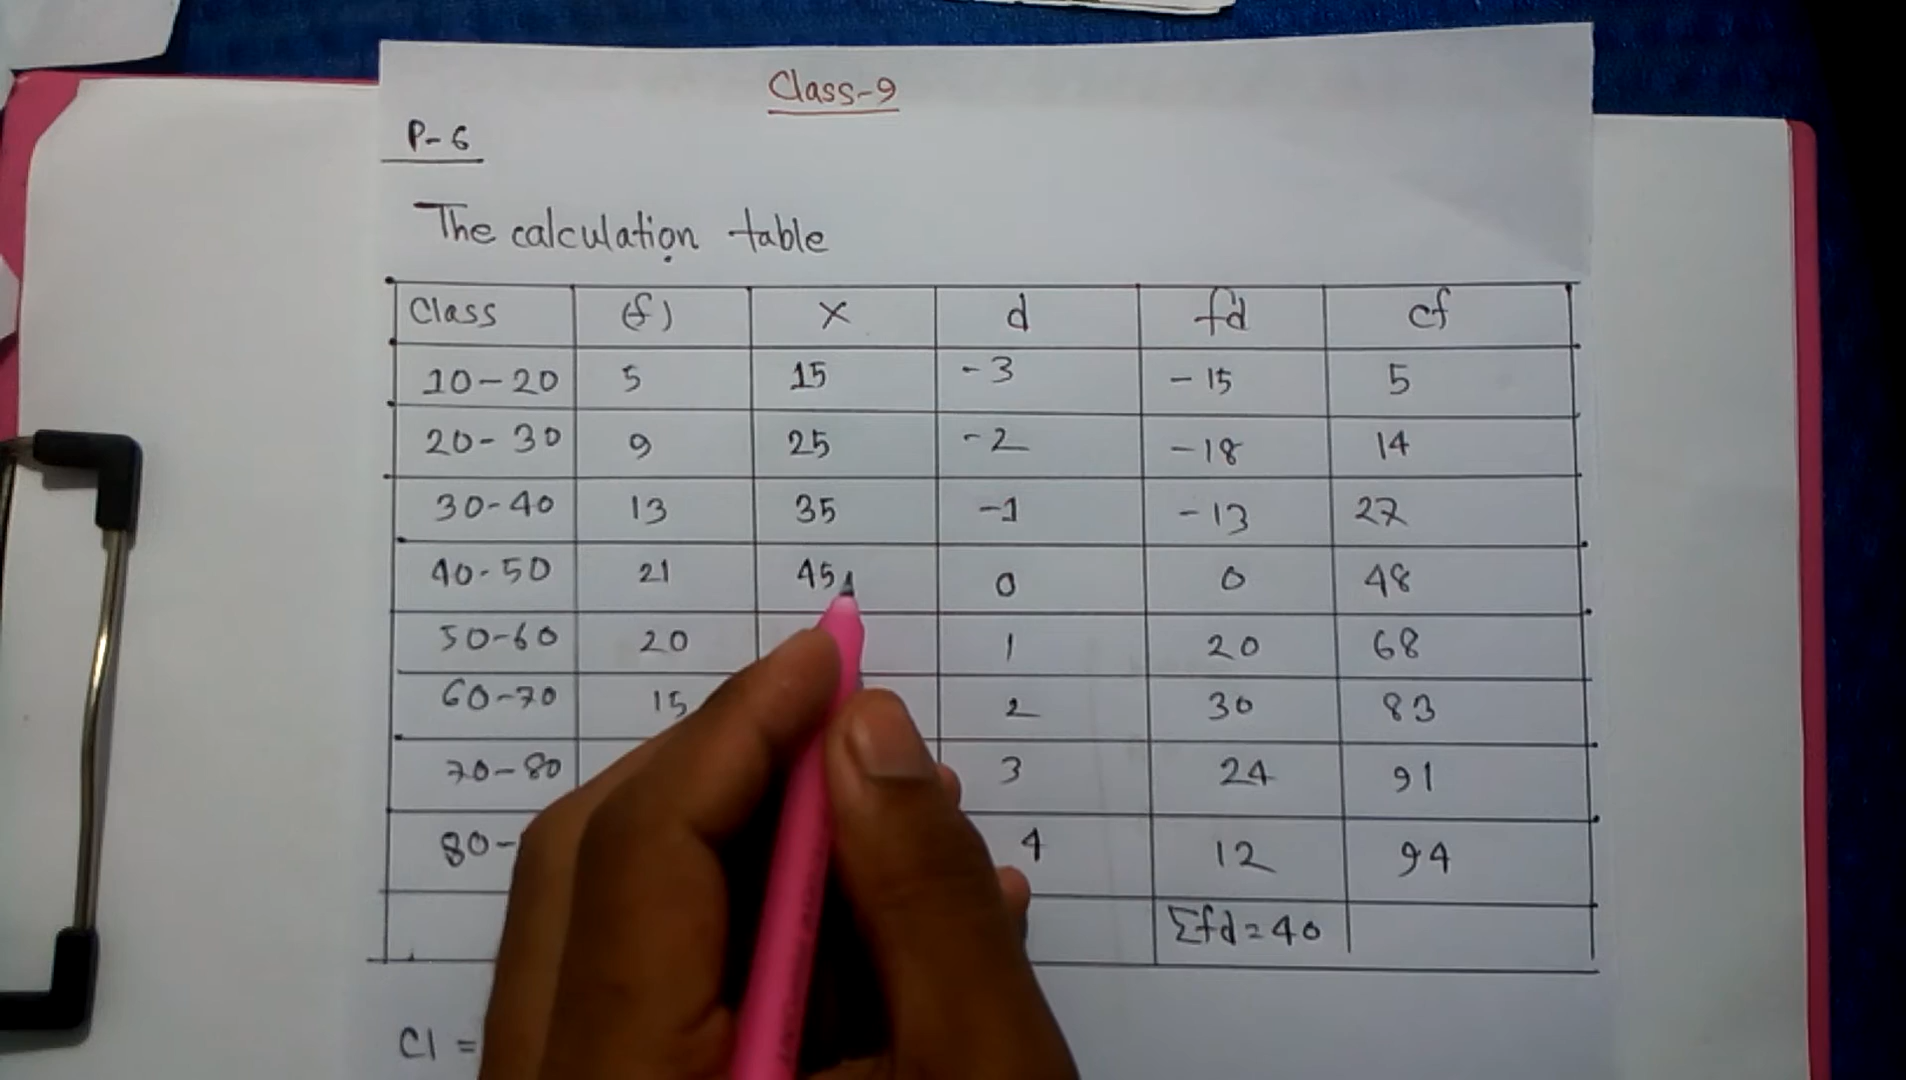 Class-9
P-6
The calculation table
Class (f) x d fd cf
10-20 5 15 -3 -15 5
20-30 9 25 -2 -18 14
30-40 13 35 -1 -13 27
40-50 21 45 0 0 48
50-60 20 1 20 68
60-70 15 2 30 83
70-80 3 24 91
80- 4 12 94
Σfd=40
CI =